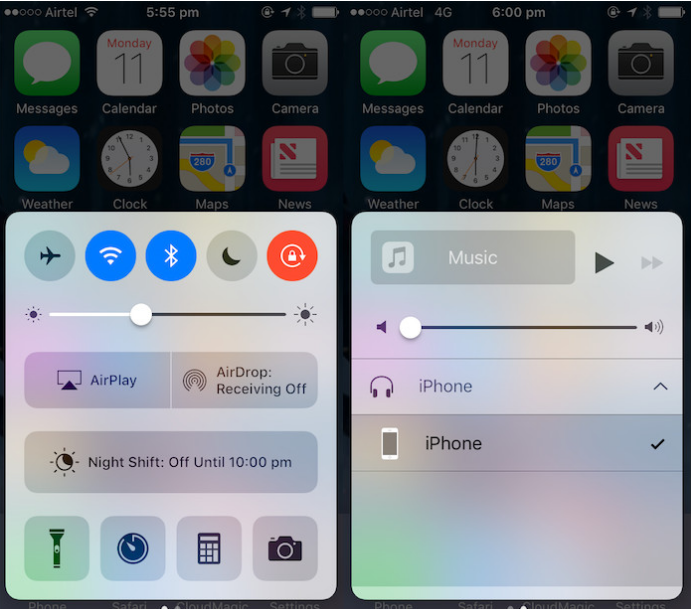 Airtel 5:55 pm
Monday
11
Messages Calendar Photos Camera
280
Weather Clock Maps News
AirPlay
AirDrop:
Receiving Off
Night Shift: Off Until 10:00 pm
Phone Safari CloudMagic Settings
Airtel 4G 6:00 pm
Monday
11
Messages Calendar Photos Camera
280
Weather Clock Maps News
Music
iPhone
iPhone
Phone Safari CloudMagic Settings